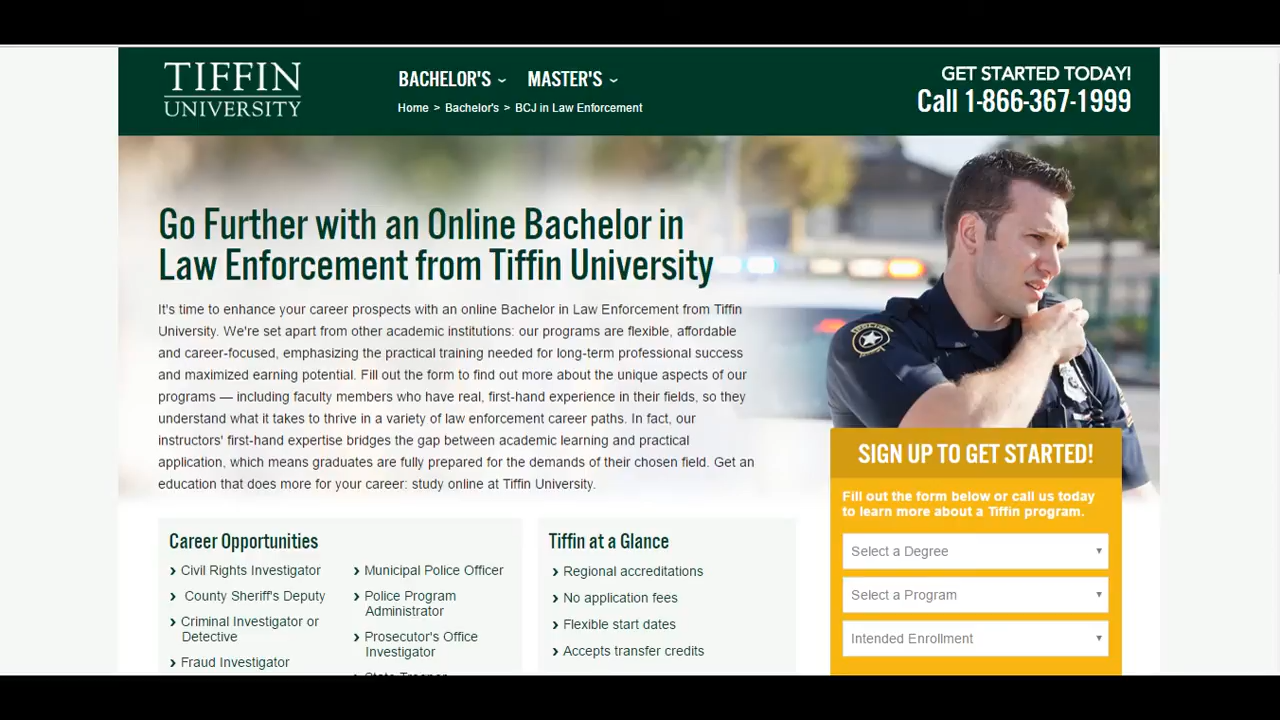 TIFFIN
UNIVERSITY
BACHELOR'S
MASTER'S
Home > Bachelor's > BCJ in Law Enforcement
GET STARTED TODAY!
Call 1-866-367-1999
Go Further with an Online Bachelor in
Law Enforcement from Tiffin University
It's time to enhance your career prospects with an online Bachelor in Law Enforcement from Tiffin
University. We're set apart from other academic institutions: our programs are flexible, affordable
and career-focused, emphasizing the practical training needed for long-term professional success
and maximized earning potential. Fill out the form to find out more about the unique aspects of our
programs — including faculty members who have real, first-hand experience in their fields, so they
understand what it takes to thrive in a variety of law enforcement career paths. In fact, our
instructors' first-hand expertise bridges the gap between academic learning and practical
application, which means graduates are fully prepared for the demands of their chosen field. Get an
education that does more for your career: study online at Tiffin University.
Career Opportunities
Civil Rights Investigator
County Sheriff's Deputy
Criminal Investigator or
Detective
Fraud Investigator
Municipal Police Officer
Police Program
Administrator
Prosecutor's Office
Investigator
State Trooper
Tiffin at a Glance
Regional accreditations
No application fees
Flexible start dates
Accepts transfer credits
SIGN UP TO GET STARTED!
Fill out the form below or call us today
to learn more about a Tiffin program.
Select a Degree
Select a Program
Intended Enrollment